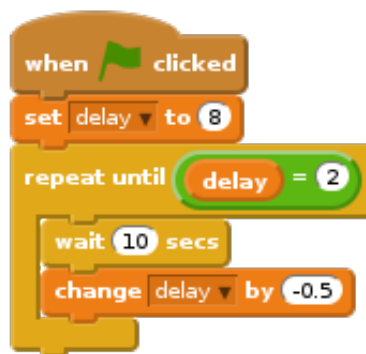 when clicked
set delay ▼ to 8
repeat until delay = 2
wait 10 secs
change delay ▼ by -0.5